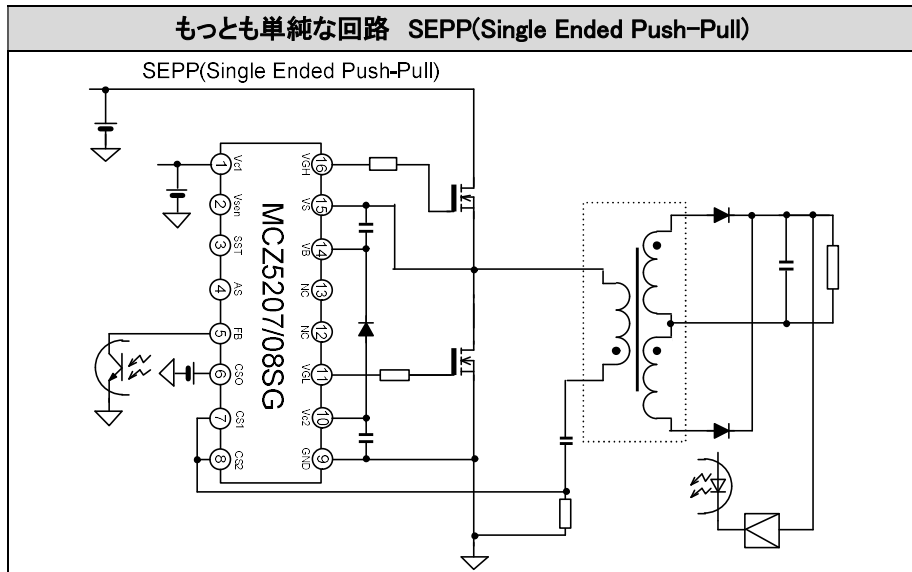 もっとも単純な回路 SEPP(Single Ended Push-Pull)
SEPP(Single Ended Push-Pull)
MCZ5207/08SG
1 Vc1
2 Vsen
3 SST
4 AS
5 FB
6 CSO
7 CS1
8 CS2
16 VGH
15 VS
14 VB
13 NC
12 NC
11 VGL
10 Vc2
9 GND